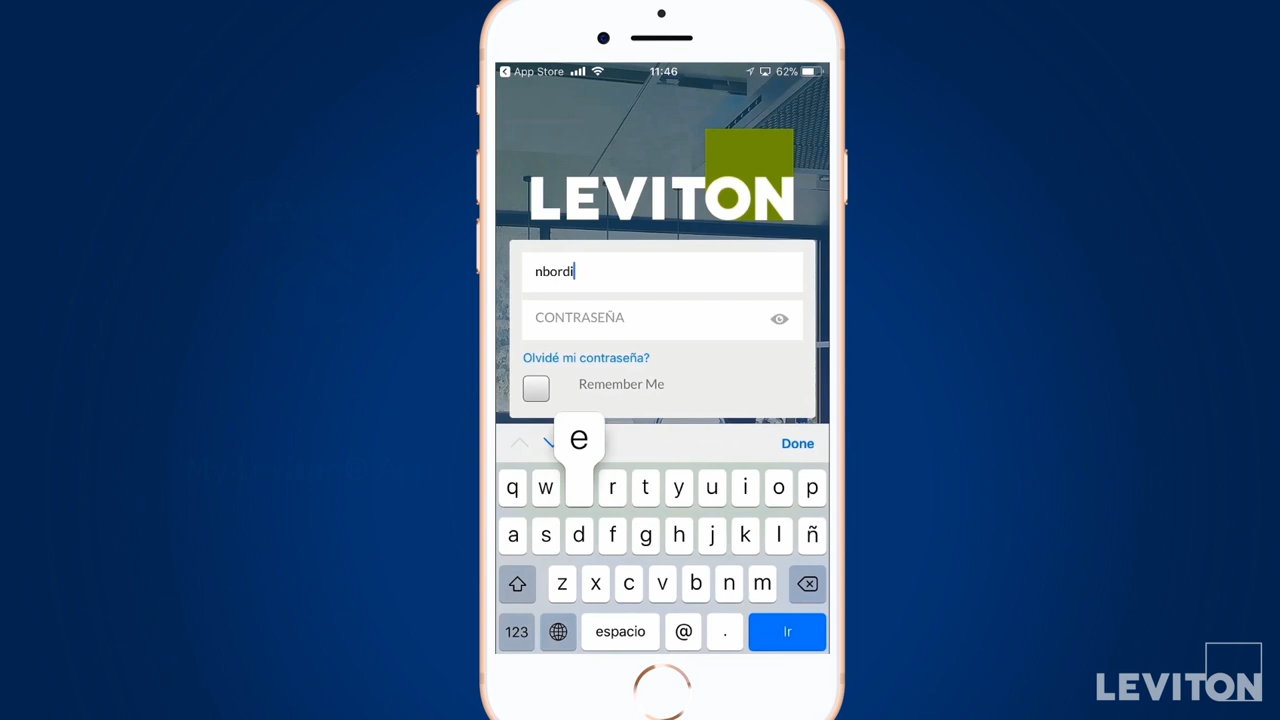 App Store 11:46 62%
LEVITON
nbordi
CONTRASEÑA
Olvidé mi contraseña?
Remember Me
e
Done
q w r t y u i o p
a s d f g h j k l ñ
z x c v b n m
123 espacio @ . Ir
LEVITON